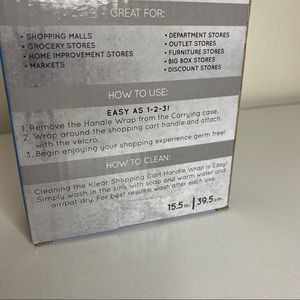 GREAT FOR:
• SHOPPING MALLS
• GROCERY STORES
• HOME IMPROVEMENT STORES
• MARKETS
• DEPARTMENT STORES
• OUTLET STORES
• FURNITURE STORES
• BIG BOX STORES
• DISCOUNT STORES
HOW TO USE:
EASY AS 1-2-3!
1. Remove the Handle Wrap from the Carrying case.
2. Wrap around the shopping cart handle and attach
with the velcro.
3. Begin enjoying your shopping experience germ free!
HOW TO CLEAN:
Cleaning the Klear Shopping Cart Handle Wrap is Easy!
Simply wash in the sink with soap and warm water and
air/pat dry. For best results, wash after each use.
15.5 in. | 39.5 cm.